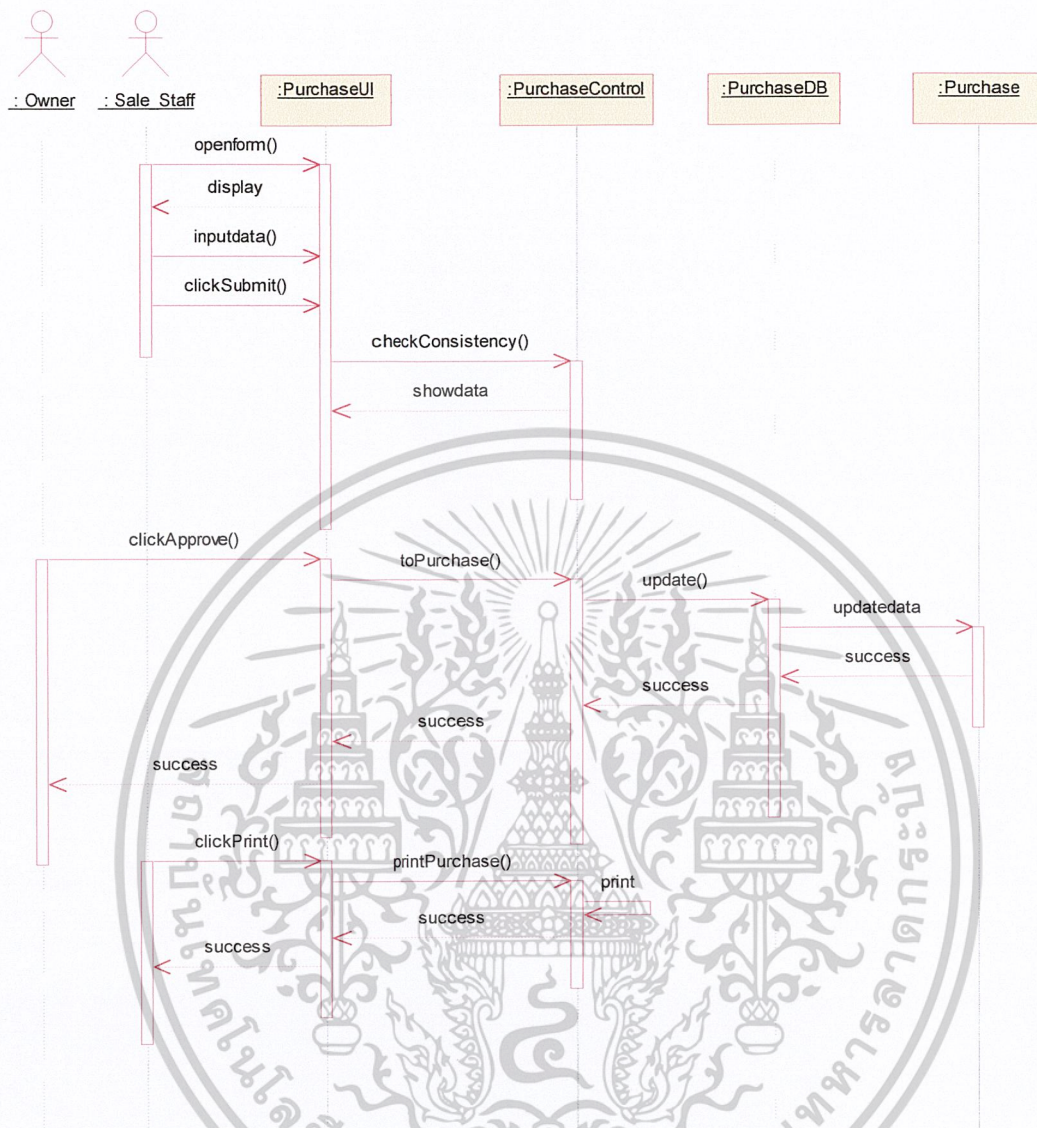 : Owner
: Sale_Staff
:PurchaseUI
:PurchaseControl
:PurchaseDB
:Purchase
openform()
display
inputdata()
clickSubmit()
checkConsistency()
showdata
clickApprove()
toPurchase()
update()
updatedata
success
success
success
success
clickPrint()
printPurchase()
print
success
success